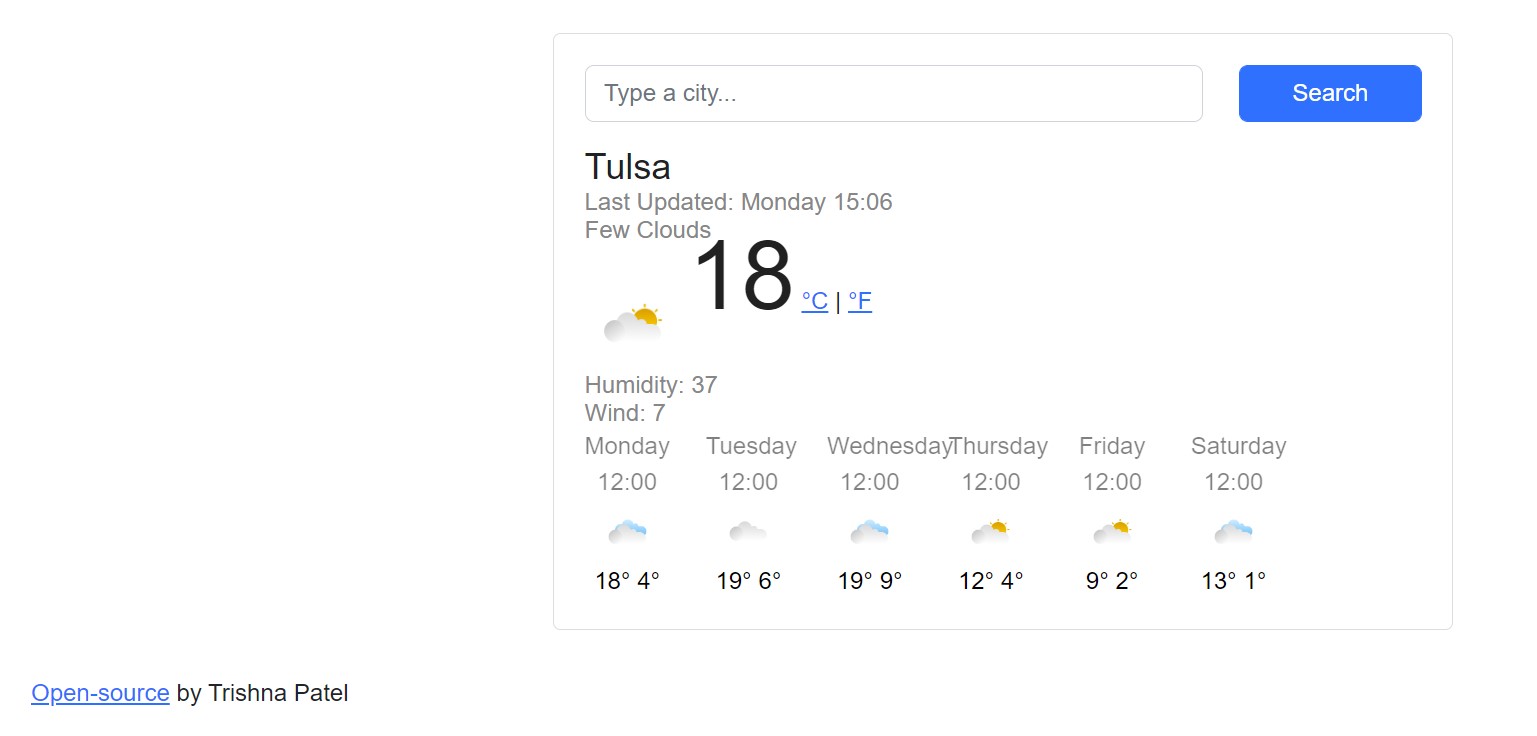 Type a city...
Search
Tulsa
Last Updated: Monday 15:06
Few Clouds
18 °C | °F
Humidity: 37
Wind: 7
Monday Tuesday Wednesday Thursday Friday Saturday
12:00 12:00 12:00 12:00 12:00 12:00
18° 4° 19° 6° 19° 9° 12° 4° 9° 2° 13° 1°
Open-source by Trishna Patel